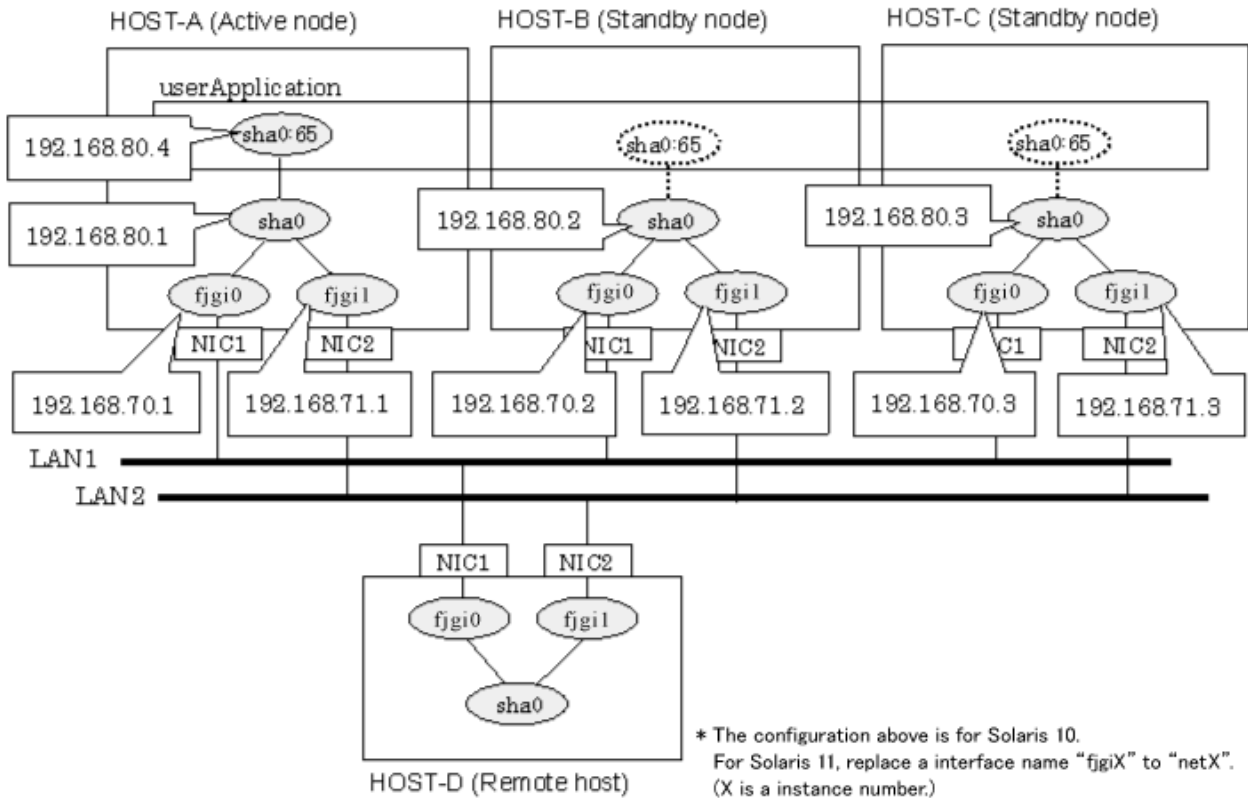 HOST-A (Active node)
HOST-B (Standby node)
HOST-C (Standby node)
userApplication
192.168.80.4
sha0:65
sha0:65
sha0:65
192.168.80.1
sha0
192.168.80.2
sha0
192.168.80.3
sha0
fjgi0
fjgi1
fjgi0
fjgi1
fjgi0
fjgi1
NIC1
NIC2
NIC1
NIC2
C1
NIC2
192.168.70.1
192.168.71.1
192.168.70.2
192.168.71.2
192.168.70.3
192.168.71.3
LAN1
LAN2
NIC1
NIC2
fjgi0
fjgi1
sha0
HOST-D (Remote host)
* The configuration above is for Solaris 10.
For Solaris 11, replace a interface name “fjgiX” to “netX”.
(X is a instance number.)